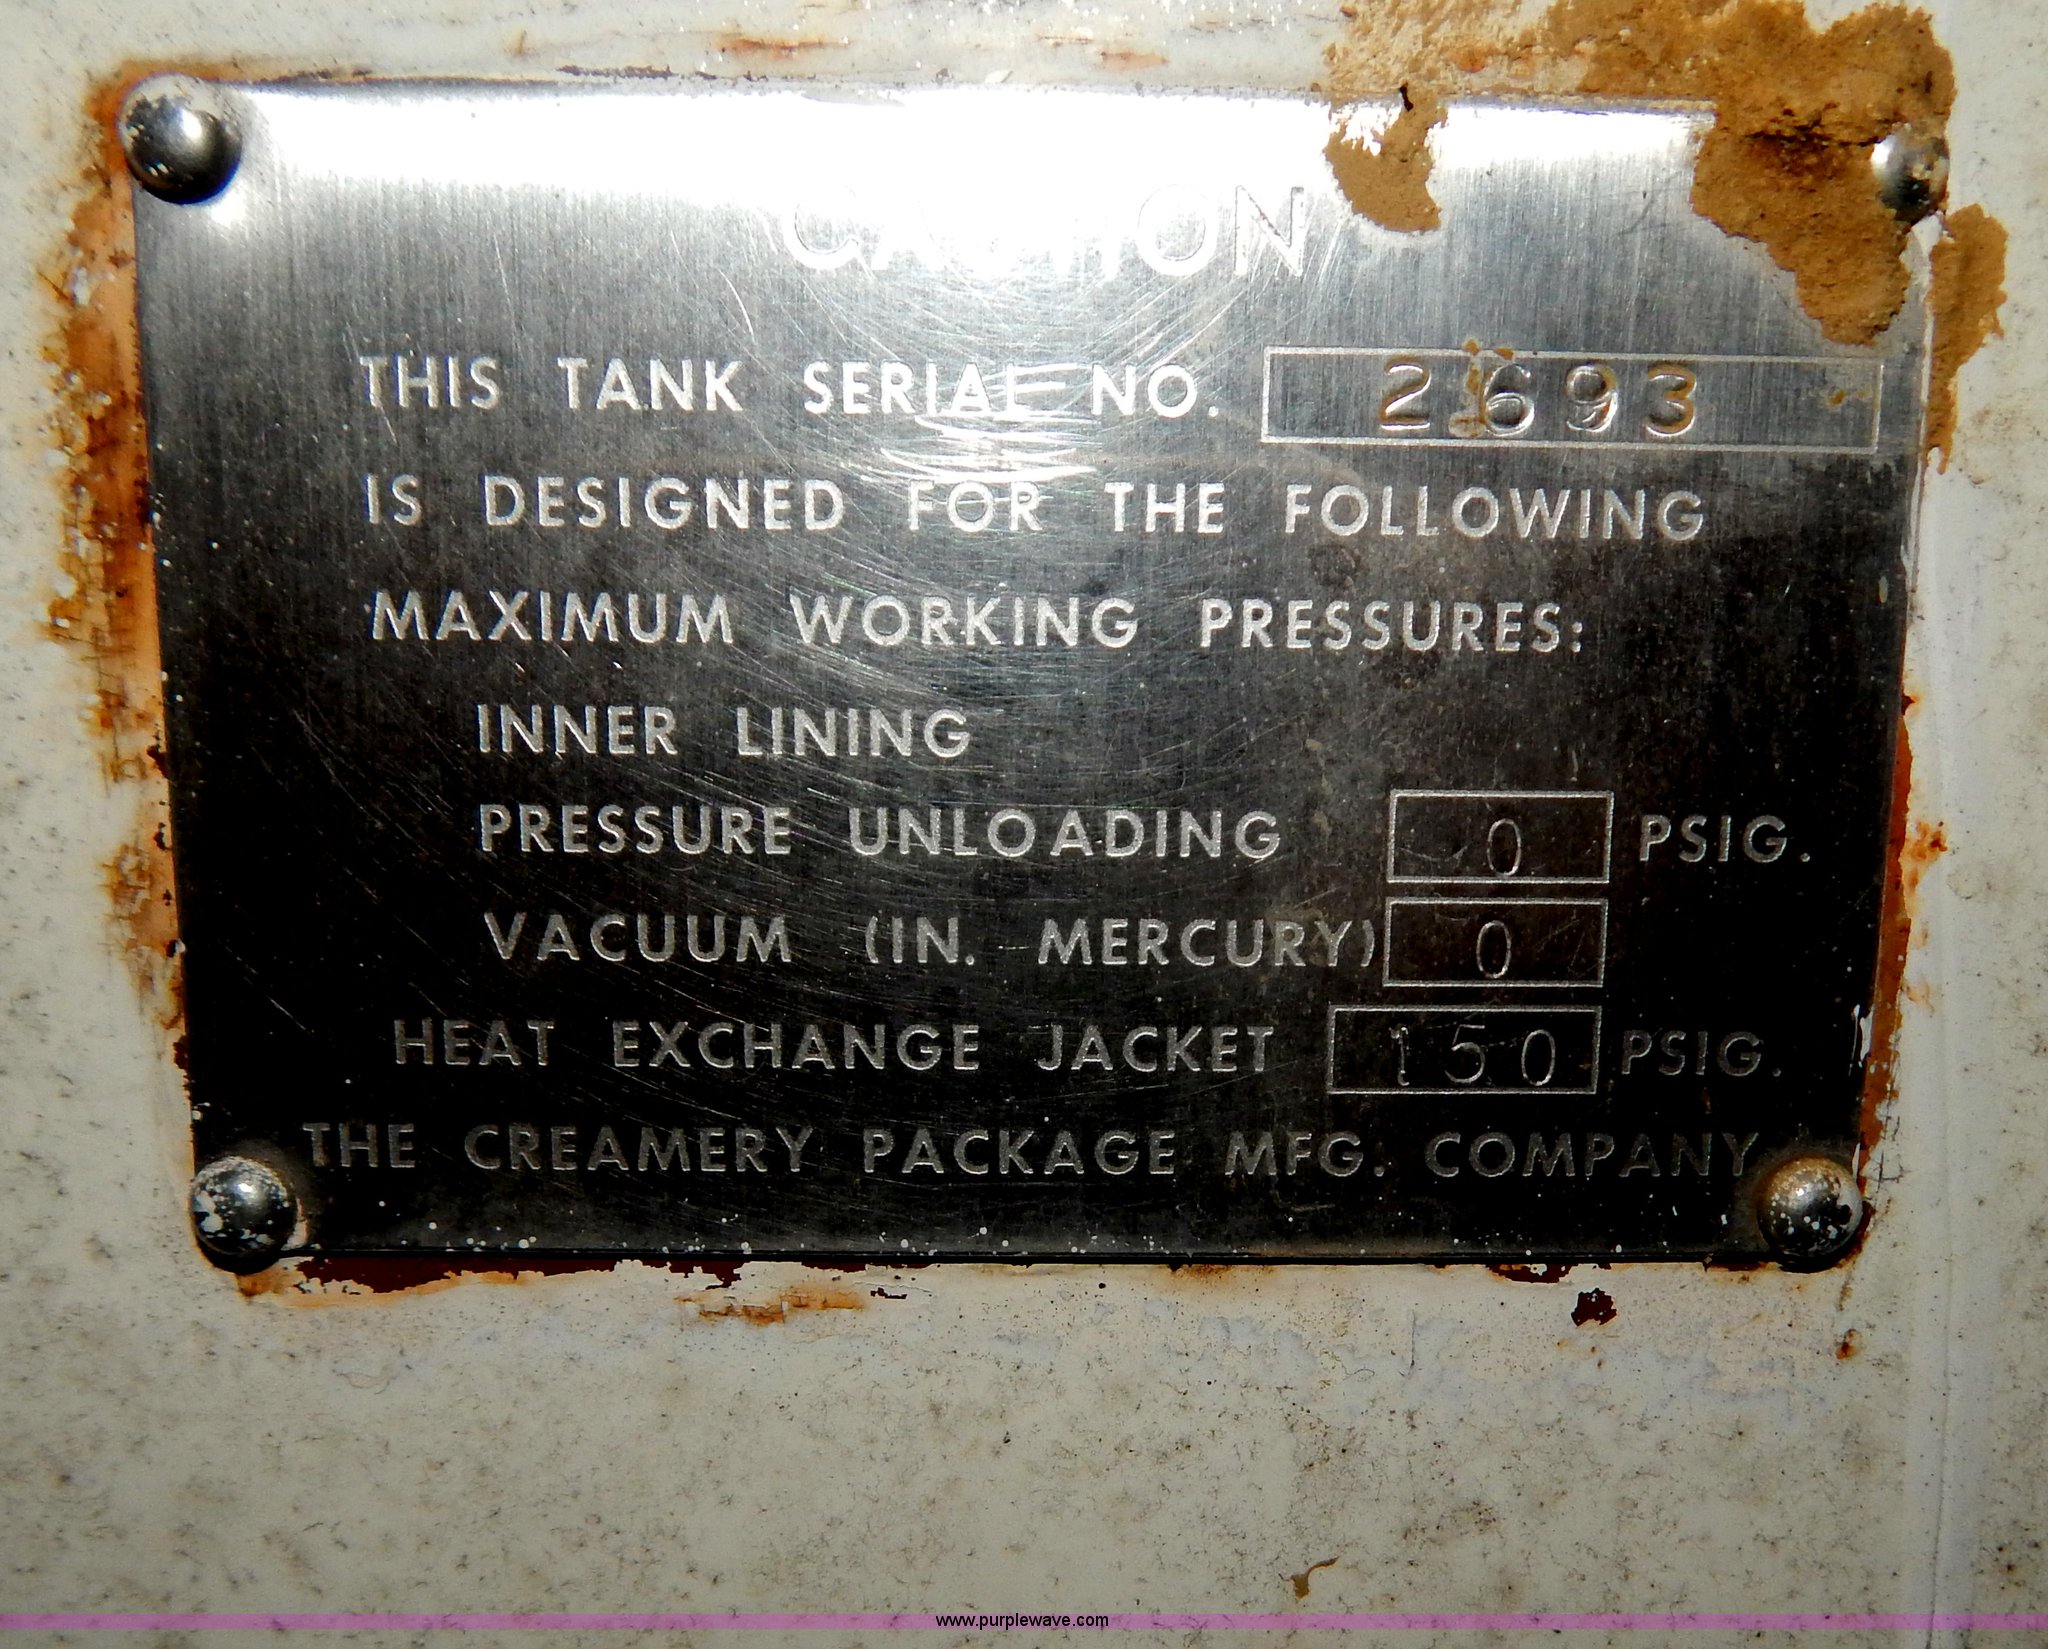 CAUTION
THIS TANK SERIAL NO. 2693
IS DESIGNED FOR THE FOLLOWING
MAXIMUM WORKING PRESSURES:
INNER LINING
PRESSURE UNLOADING 0 PSIG.
VACUUM (IN. MERCURY) 0
HEAT EXCHANGE JACKET 150 PSIG.
THE CREAMERY PACKAGE MFG. COMPANY
www.purplewave.com